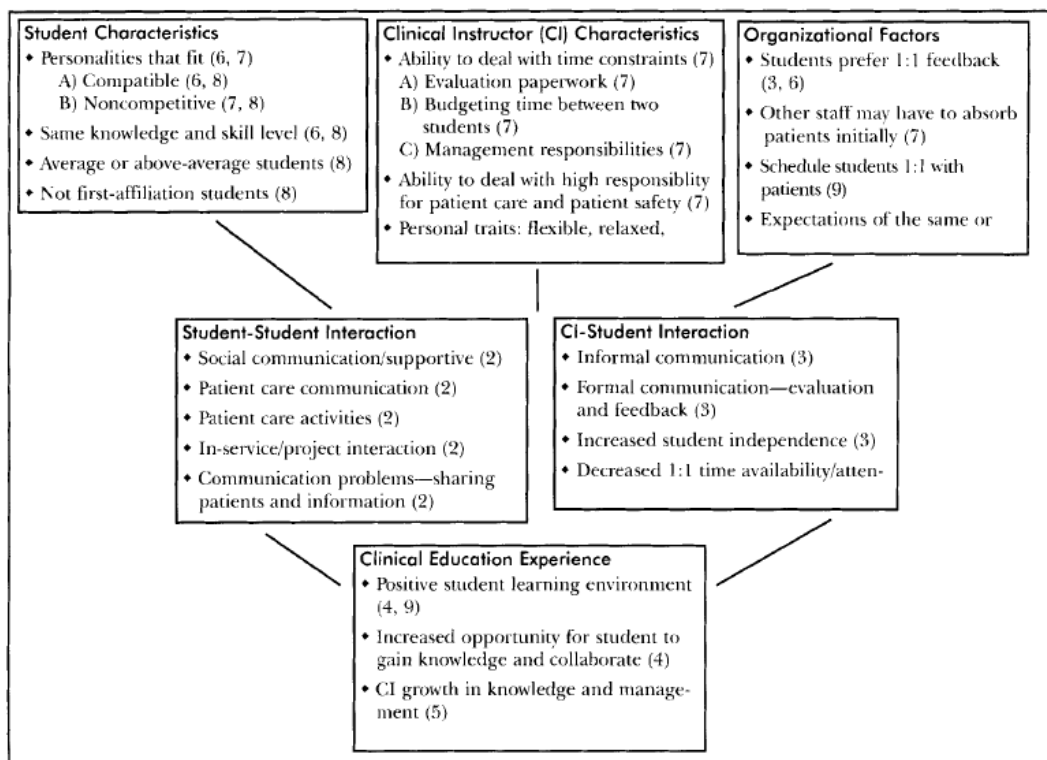 Student Characteristics
• Personalities that fit (6, 7)
A) Compatible (6, 8)
B) Noncompetitive (7, 8)
• Same knowledge and skill level (6, 8)
• Average or above-average students (8)
• Not first-affiliation students (8)
Clinical Instructor (CI) Characteristics
• Ability to deal with time constraints (7)
A) Evaluation paperwork (7)
B) Budgeting time between two
students (7)
C) Management responsibilities (7)
• Ability to deal with high responsiblity
for patient care and patient safety (7)
• Personal traits: flexible, relaxed,
Organizational Factors
• Students prefer 1:1 feedback
(3, 6)
• Other staff may have to absorb
patients initially (7)
• Schedule students 1:1 with
patients (9)
• Expectations of the same or
Student-Student Interaction
• Social communication/supportive (2)
• Patient care communication (2)
• Patient care activities (2)
• In-service/project interaction (2)
• Communication problems—sharing
patients and information (2)
CI-Student Interaction
• Informal communication (3)
• Formal communication—evaluation
and feedback (3)
• Increased student independence (3)
• Decreased 1:1 time availability/atten-
Clinical Education Experience
• Positive student learning environment
(4, 9)
• Increased opportunity for student to
gain knowledge and collaborate (4)
• CI growth in knowledge and manage-
ment (5)